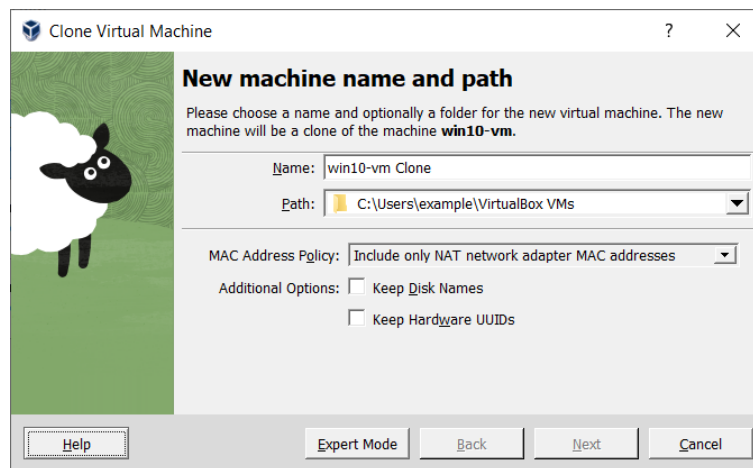 Clone Virtual Machine
?
New machine name and path
Please choose a name and optionally a folder for the new virtual machine. The new
machine will be a clone of the machine win10-vm.
Name: win10-vm Clone
Path: C:\Users\example\VirtualBox VMs
MAC Address Policy: Include only NAT network adapter MAC addresses
Additional Options: Keep Disk Names
Keep Hardware UUIDs
Help Expert Mode Back Next Cancel